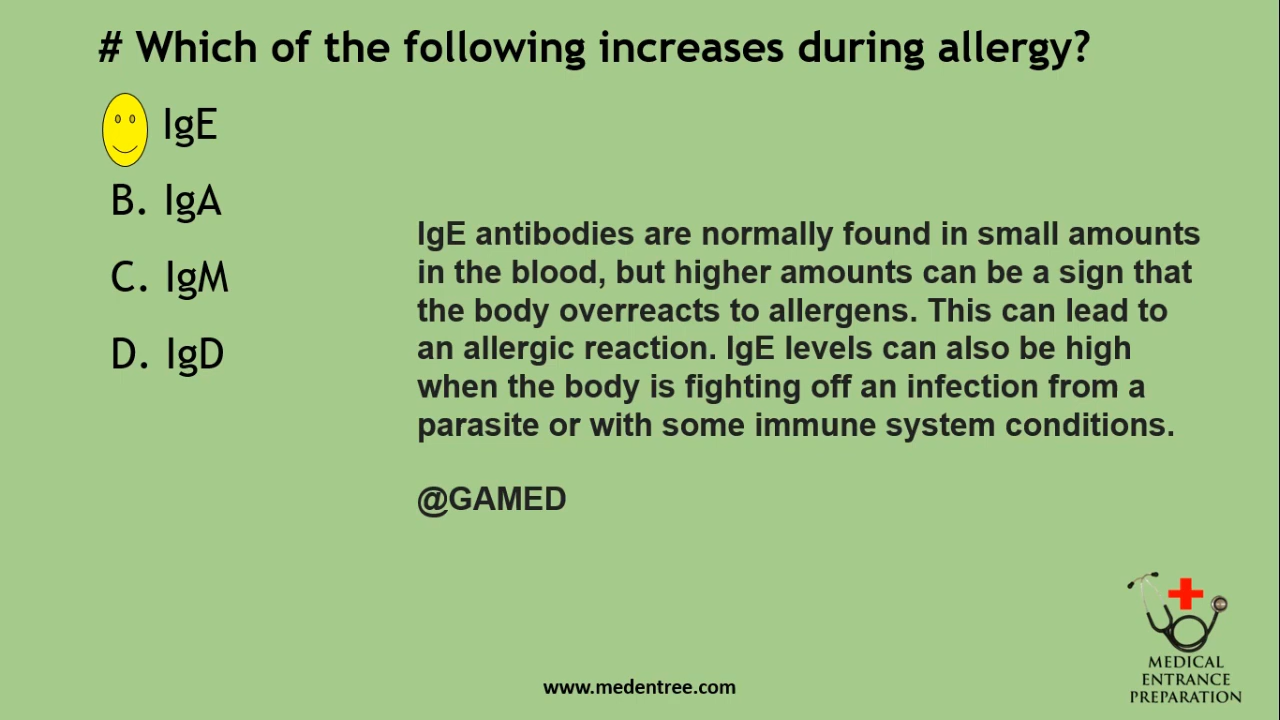 # Which of the following increases during allergy?
IgE
B. IgA
C. IgM
D. IgD
IgE antibodies are normally found in small amounts
in the blood, but higher amounts can be a sign that
the body overreacts to allergens. This can lead to
an allergic reaction. IgE levels can also be high
when the body is fighting off an infection from a
parasite or with some immune system conditions.
@GAMED
www.medentree.com
MEDICAL
ENTRANCE
PREPARATION